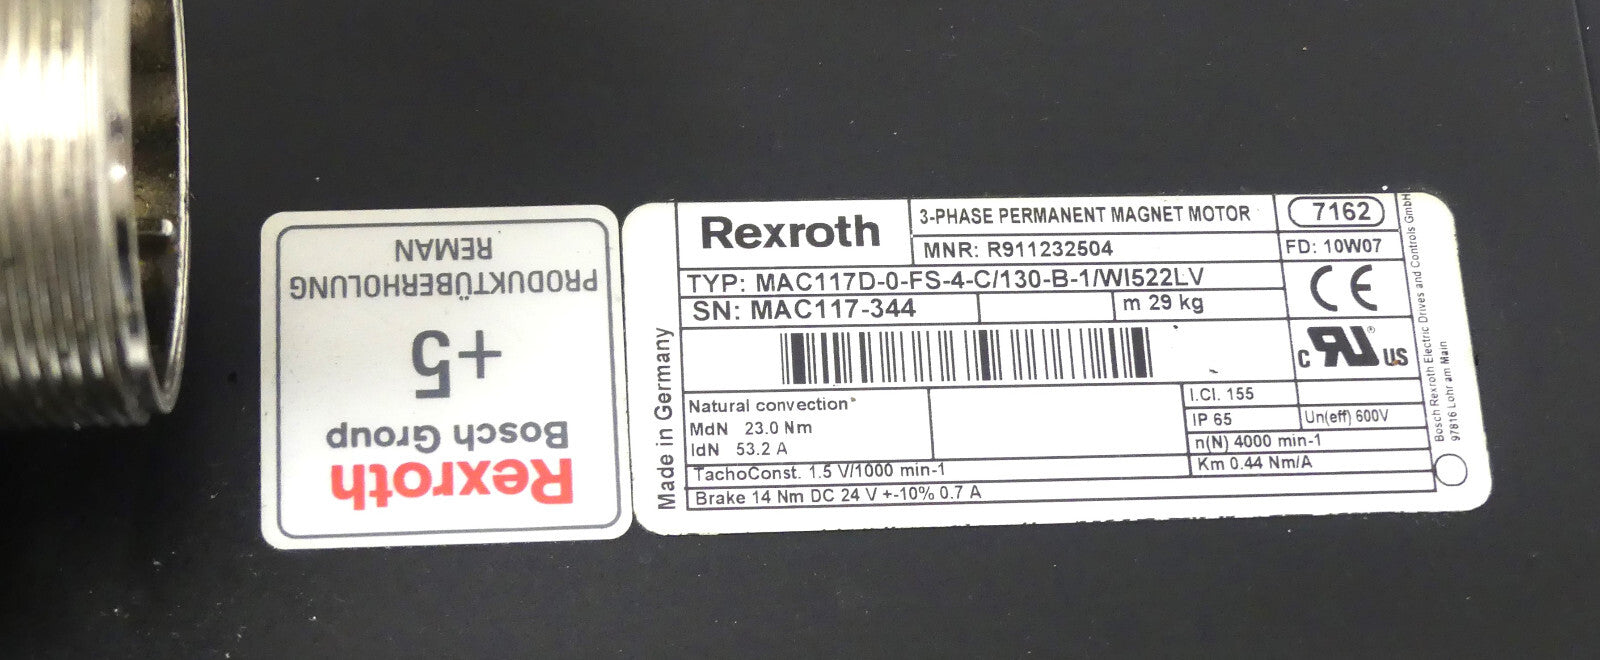 Rexroth
Bosch Group
+5
PRODUKTÜBERHOLUNG
REMAN
Made in Germany
Rexroth
3-PHASE PERMANENT MAGNET MOTOR
7162
MNR: R911232504
FD: 10W07
TYP: MAC117D-0-FS-4-C/130-B-1/WI522LV
SN: MAC117-344
m 29 kg
CE
c RU ® US
Natural convection*
MdN 23.0 Nm
IdN 53.2 A
I.Cl. 155
IP 65
Un(eff) 600V
n(N) 4000 min-1
TachoConst. 1.5 V/1000 min-1
Km 0.44 Nm/A
Brake 14 Nm DC 24 V +-10% 0.7 A
Bosch Rexroth Electric Drives and Controls GmbH
97816 Lohr am Main